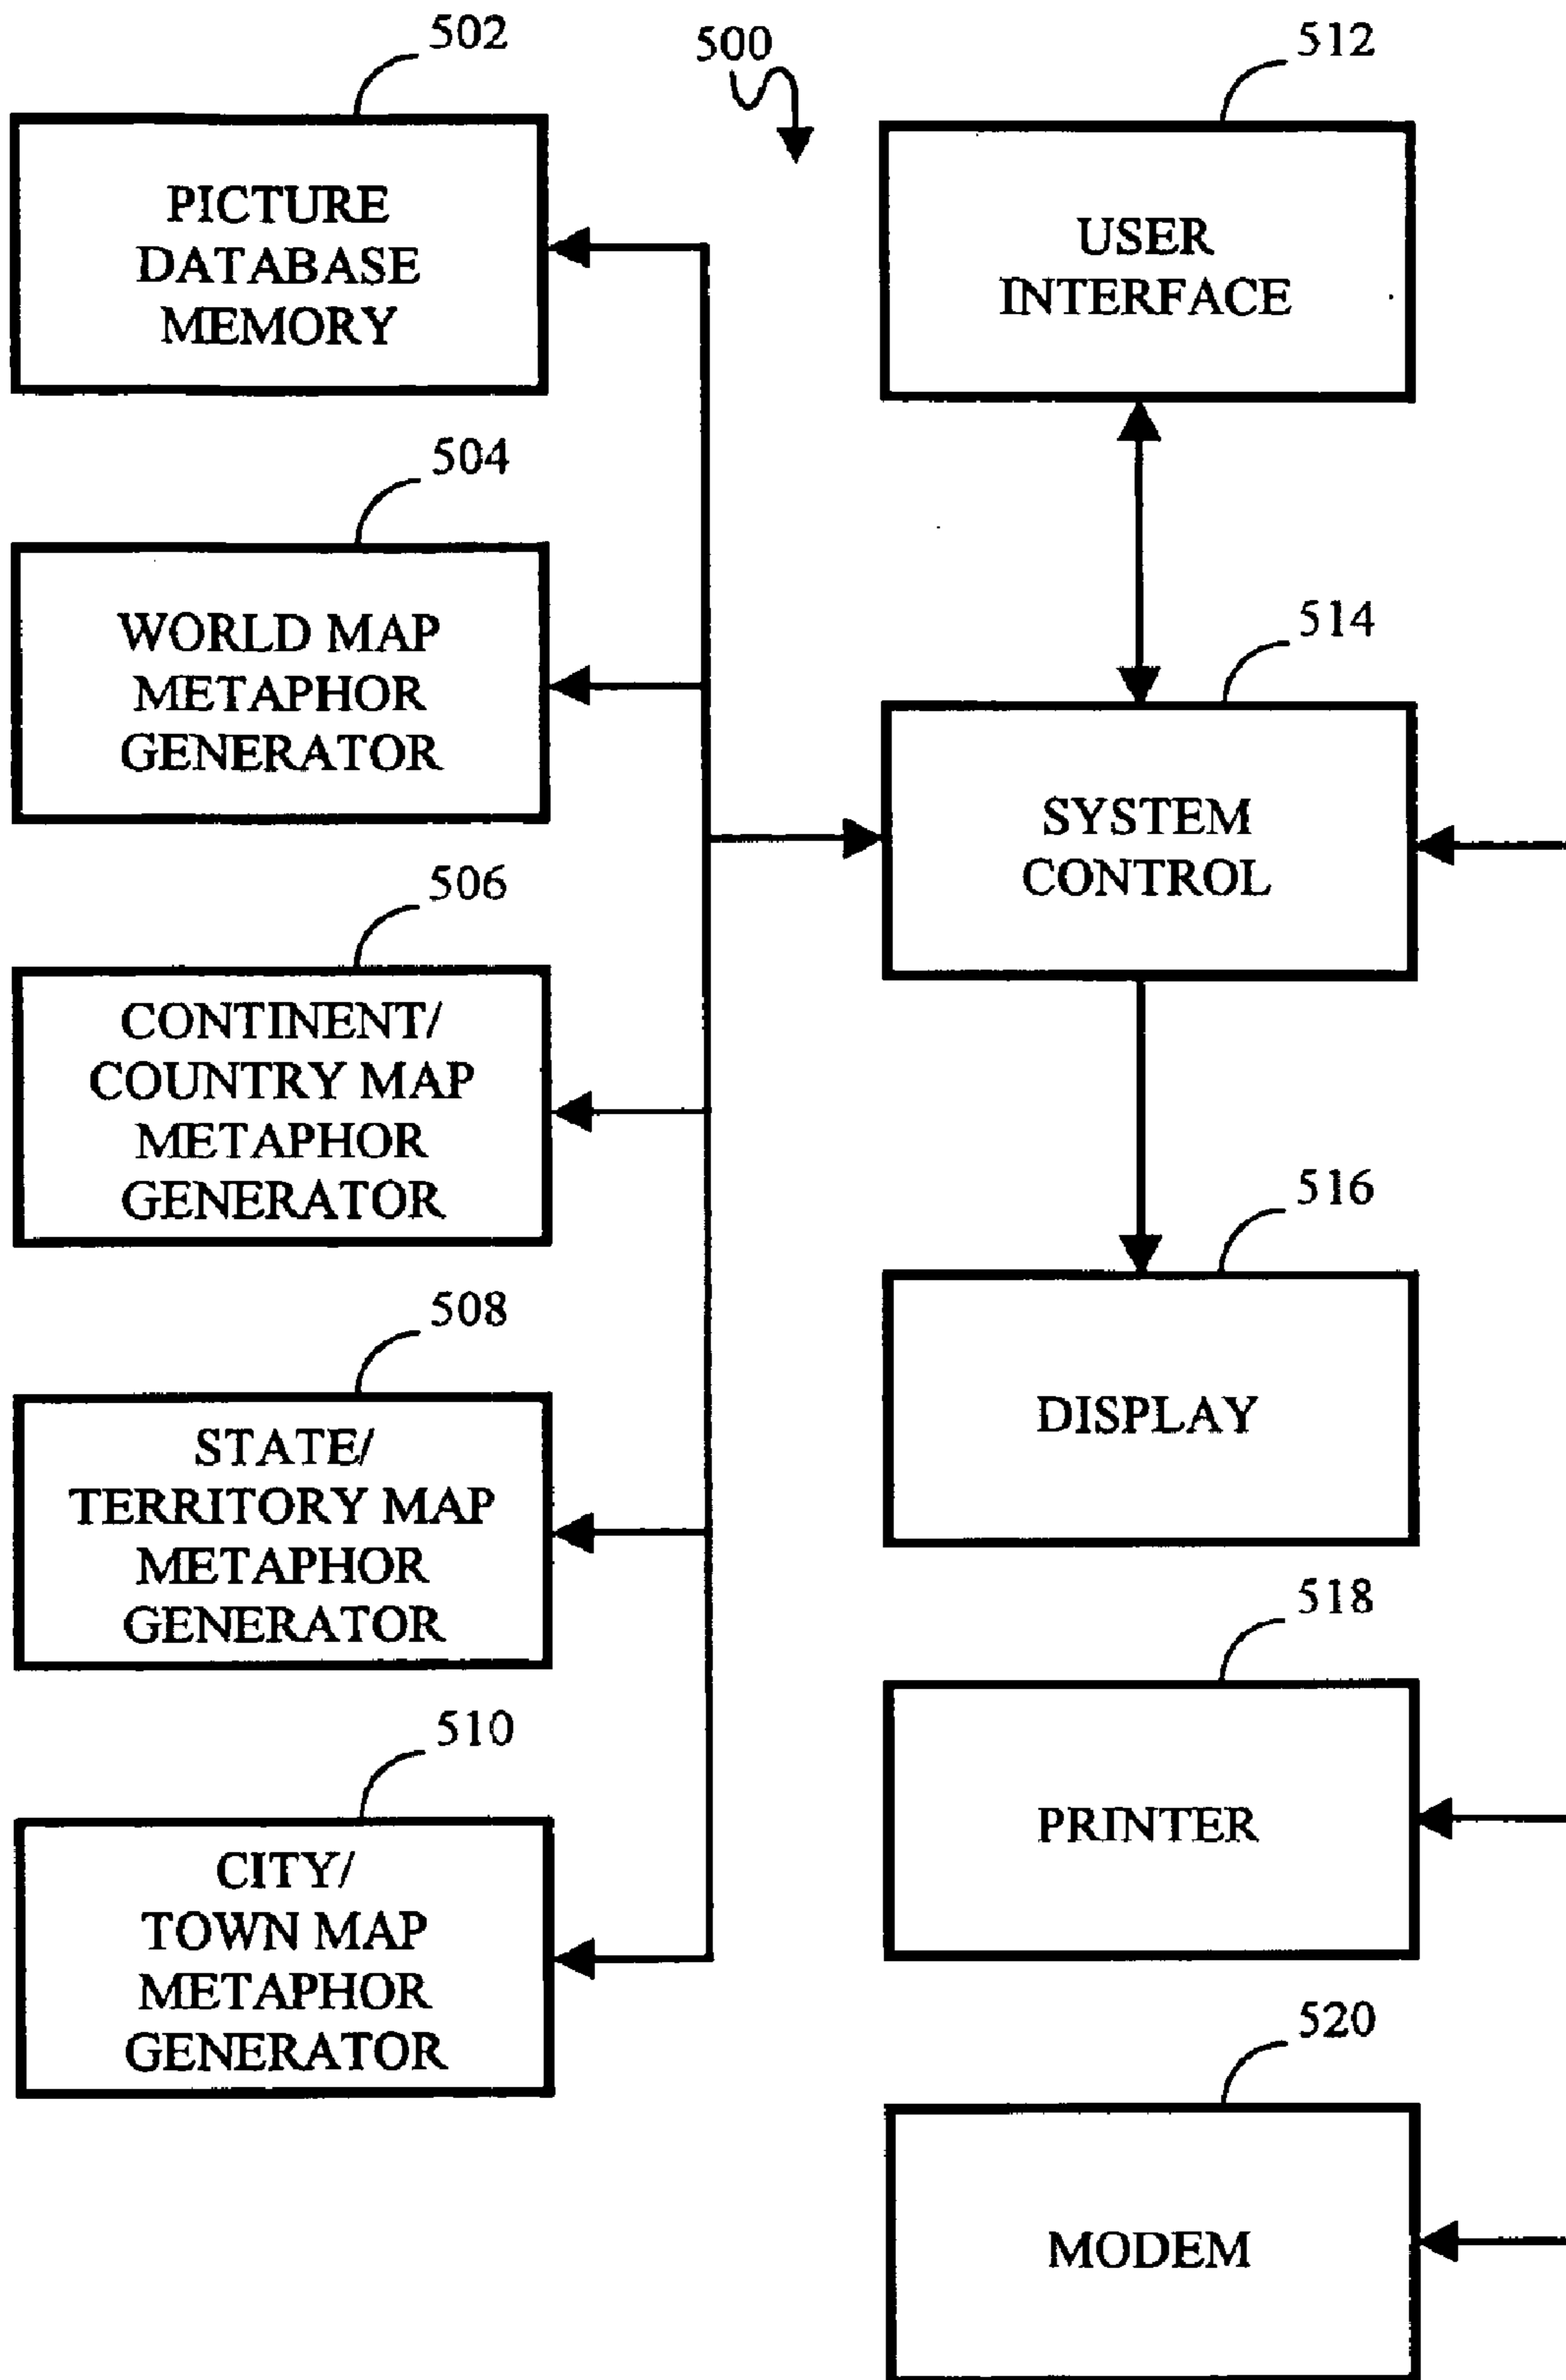 502
PICTURE
DATABASE
MEMORY
504
WORLD MAP
METAPHOR
GENERATOR
506
CONTINENT/
COUNTRY MAP
METAPHOR
GENERATOR
508
STATE/
TERRITORY MAP
METAPHOR
GENERATOR
510
CITY/
TOWN MAP
METAPHOR
GENERATOR
500
512
USER
INTERFACE
514
SYSTEM
CONTROL
516
DISPLAY
518
PRINTER
520
MODEM